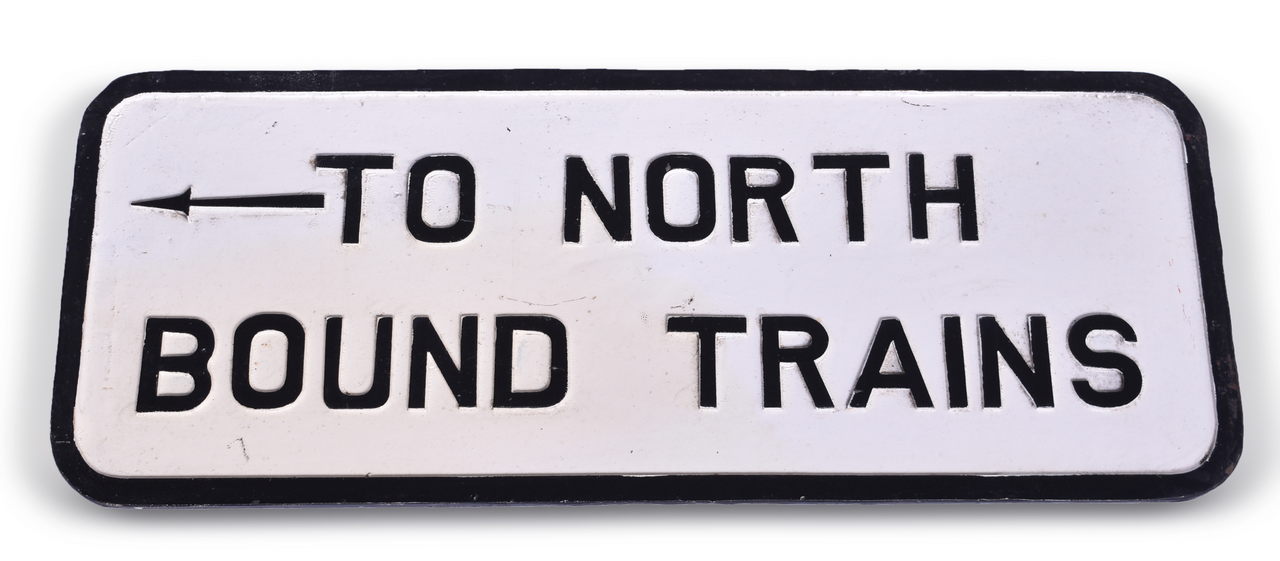 TO NORTH
BOUND TRAINS